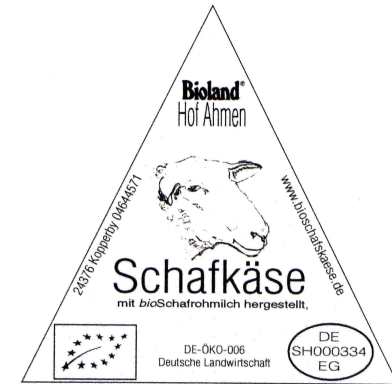 Bioland®
Hof Ahmen
24376 Kopperby 04644571
www.bioschafskaese.de
Schafkäse
mit bioSchafrohmilch hergestellt,
DE-ÖKO-006
Deutsche Landwirtschaft
DE
SH000334
EG